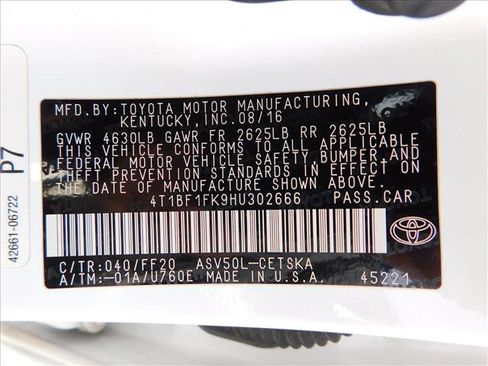 MFD.BY:TOYOTA MOTOR MANUFACTURING,
KENTUCKY,INC.08/16
GVWR 4630LB GAWR FR 2625LB RR 2625LB
THIS VEHICLE CONFORMS TO ALL APPLICABLE
FEDERAL MOTOR VEHICLE SAFETY,BUMPER,AND
THEFT PREVENTION STANDARDS IN EFFECT ON
THE DATE OF MANUFACTURE SHOWN ABOVE.
4T1BF1FK9HU302666 PASS.CAR
C/TR:040/FF20 ASV50L-CETSKA
A/TM:-01A/U760E MADE IN U.S.A. 45221
TOYOTA
P7
42661-06722